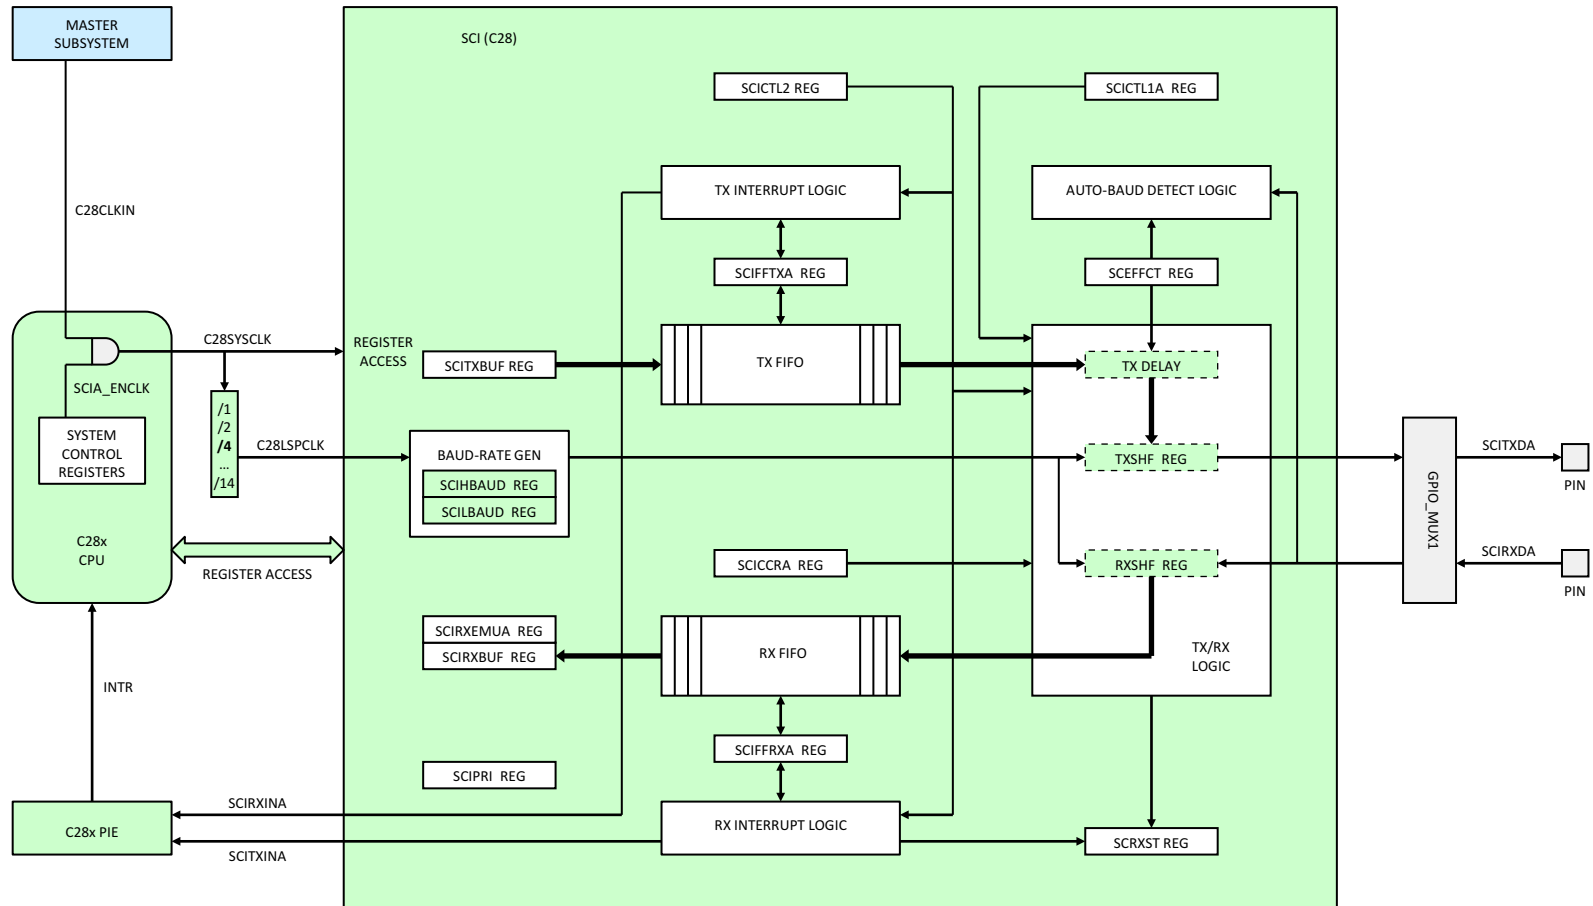 MASTER
SUBSYSTEM
SCI (C28)
SCICTL2 REG
SCICTL1A REG
C28CLKIN
TX INTERRUPT LOGIC
AUTO-BAUD DETECT LOGIC
SCIFFTXA REG
SCEFFCT REG
C28SYSCLK
REGISTER
ACCESS
SCITXBUF REG
TX FIFO
TX DELAY
SCIA_ENCLK
SYSTEM
CONTROL
REGISTERS
/1
/2
/4
...
/14
C28LSPCLK
BAUD-RATE GEN
SCIHBAUD REG
SCILBAUD REG
TXSHF REG
GPIO_MUX1
SCITXDA
PIN
C28x
CPU
REGISTER ACCESS
SCICCRA REG
RXSHF REG
SCIRXDA
PIN
SCIRXEMUA REG
SCIRXBUF REG
RX FIFO
TX/RX
LOGIC
INTR
SCIFFRXA REG
SCIPRI REG
SCIRXINA
C28x PIE
RX INTERRUPT LOGIC
SCRXST REG
SCITXINA